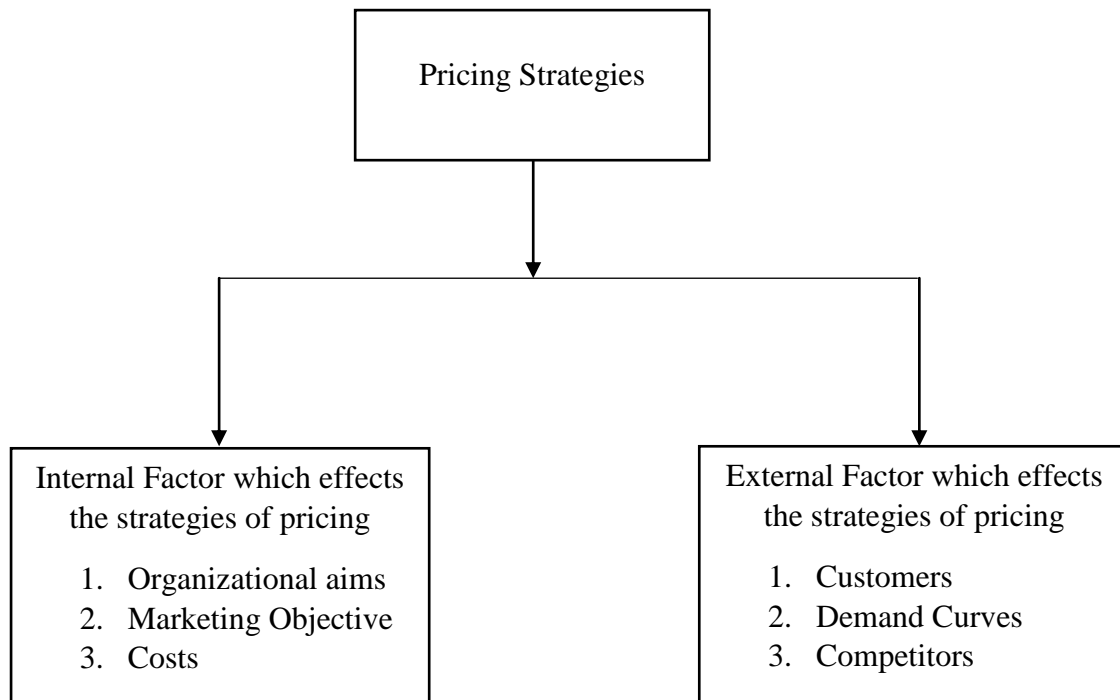 Pricing Strategies
Internal Factor which effects
the strategies of pricing
1. Organizational aims
2. Marketing Objective
3. Costs
External Factor which effects
the strategies of pricing
1. Customers
2. Demand Curves
3. Competitors